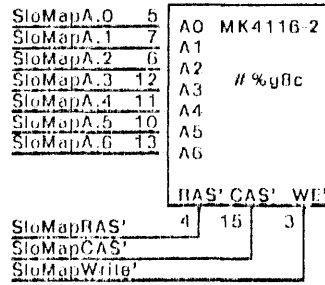 SloMapA.0 5
SloMapA.1 7
SloMapA.2 6
SloMapA.3 12
SloMapA.4 11
SloMapA.5 10
SloMapA.6 13
A0 MK4116-2
A1
A2
A3 #%y8c
A4
A5
A6
RAS' CAS' WE'
4 15 3
SloMapRAS'
SloMapCAS'
SloMapWrite'